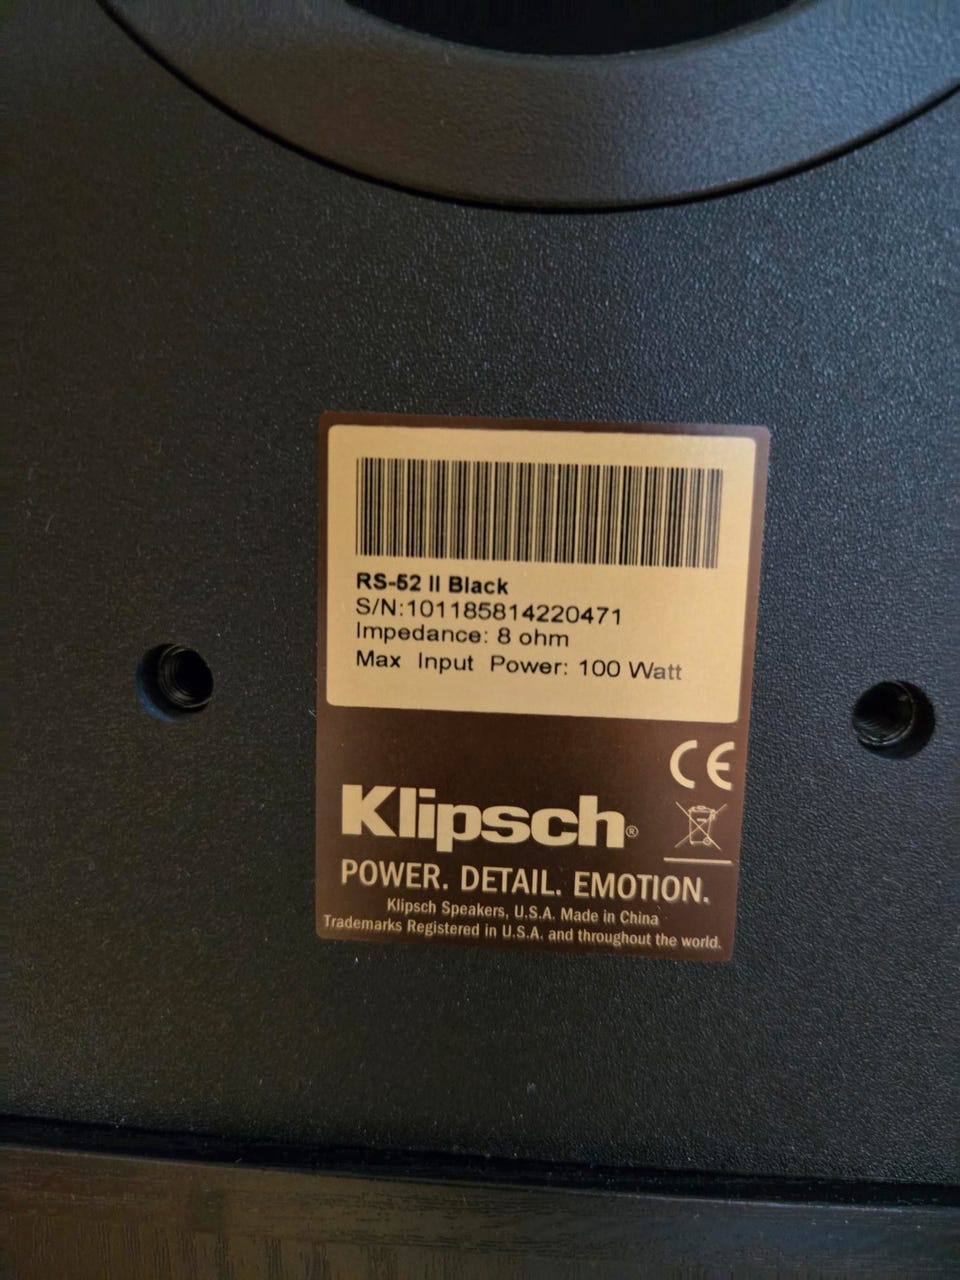 RS-52 II Black
S/N:101185814220471
Impedance: 8 ohm
Max Input Power: 100 Watt
CE
Klipsch®
POWER. DETAIL. EMOTION.
Klipsch Speakers, U.S.A. Made in China
Trademarks Registered in U.S.A. and throughout the world.